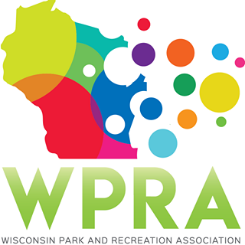 WPRA
WISCONSIN PARK AND RECREATION ASSOCIATION